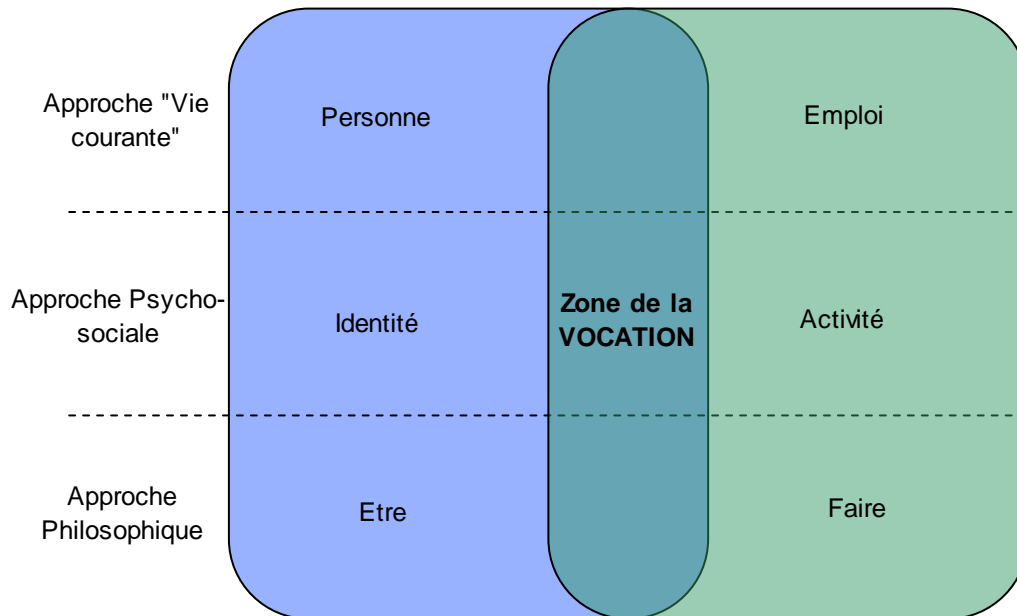 Approche "Vie
courante"
Personne
Emploi
Approche Psycho-
sociale
Identité
Zone de la
VOCATION
Activité
Approche
Philosophique
Etre
Faire